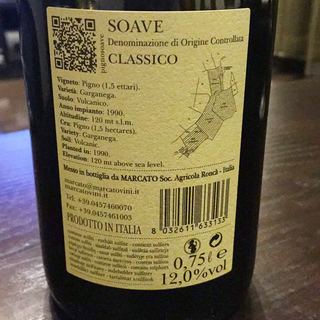 pignosoave
SOAVE
Denominazione di Origine Controllata
CLASSICO
Vigneto: Pigno (1,5 ettari).
Varietà. Garganega.
Suolo: Vulcanico.
Anno impianto: 1990.
Altitudine: 120 mt s.l.m.
Cru: Pigno (1,5 hectares).
Variety: Garganega.
Soil: Volcanic.
Planted in: 1990.
Elevation: 120 mt above sea level.
Messo in bottiglia da MARCATO Soc. Agricola Roncà - Italia
marcato@
marcatovini.it
marcatovini.it
Tel. +39.0457460070
Fax. +39.0457461003
PRODOTTO IN ITALIA
8 032611 633133
0,75 l e
12,0%vol
contain sulfites